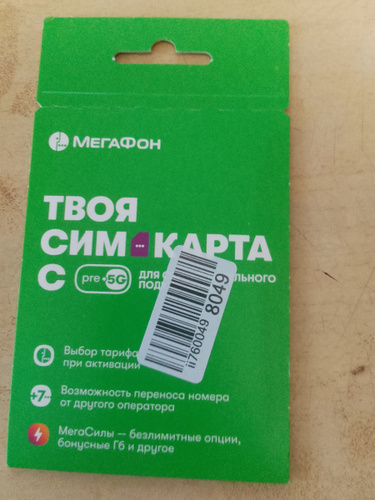 МЕГАФОН
ТВОЯ
СИМ-КАРТА
С pre•5G ДЛЯ
Выбор тарифа
при активации
+7 Возможность переноса номера
от другого оператора
МегаСилы — безлимитные опции,
бонусные Гб и другое
ii760049 8049